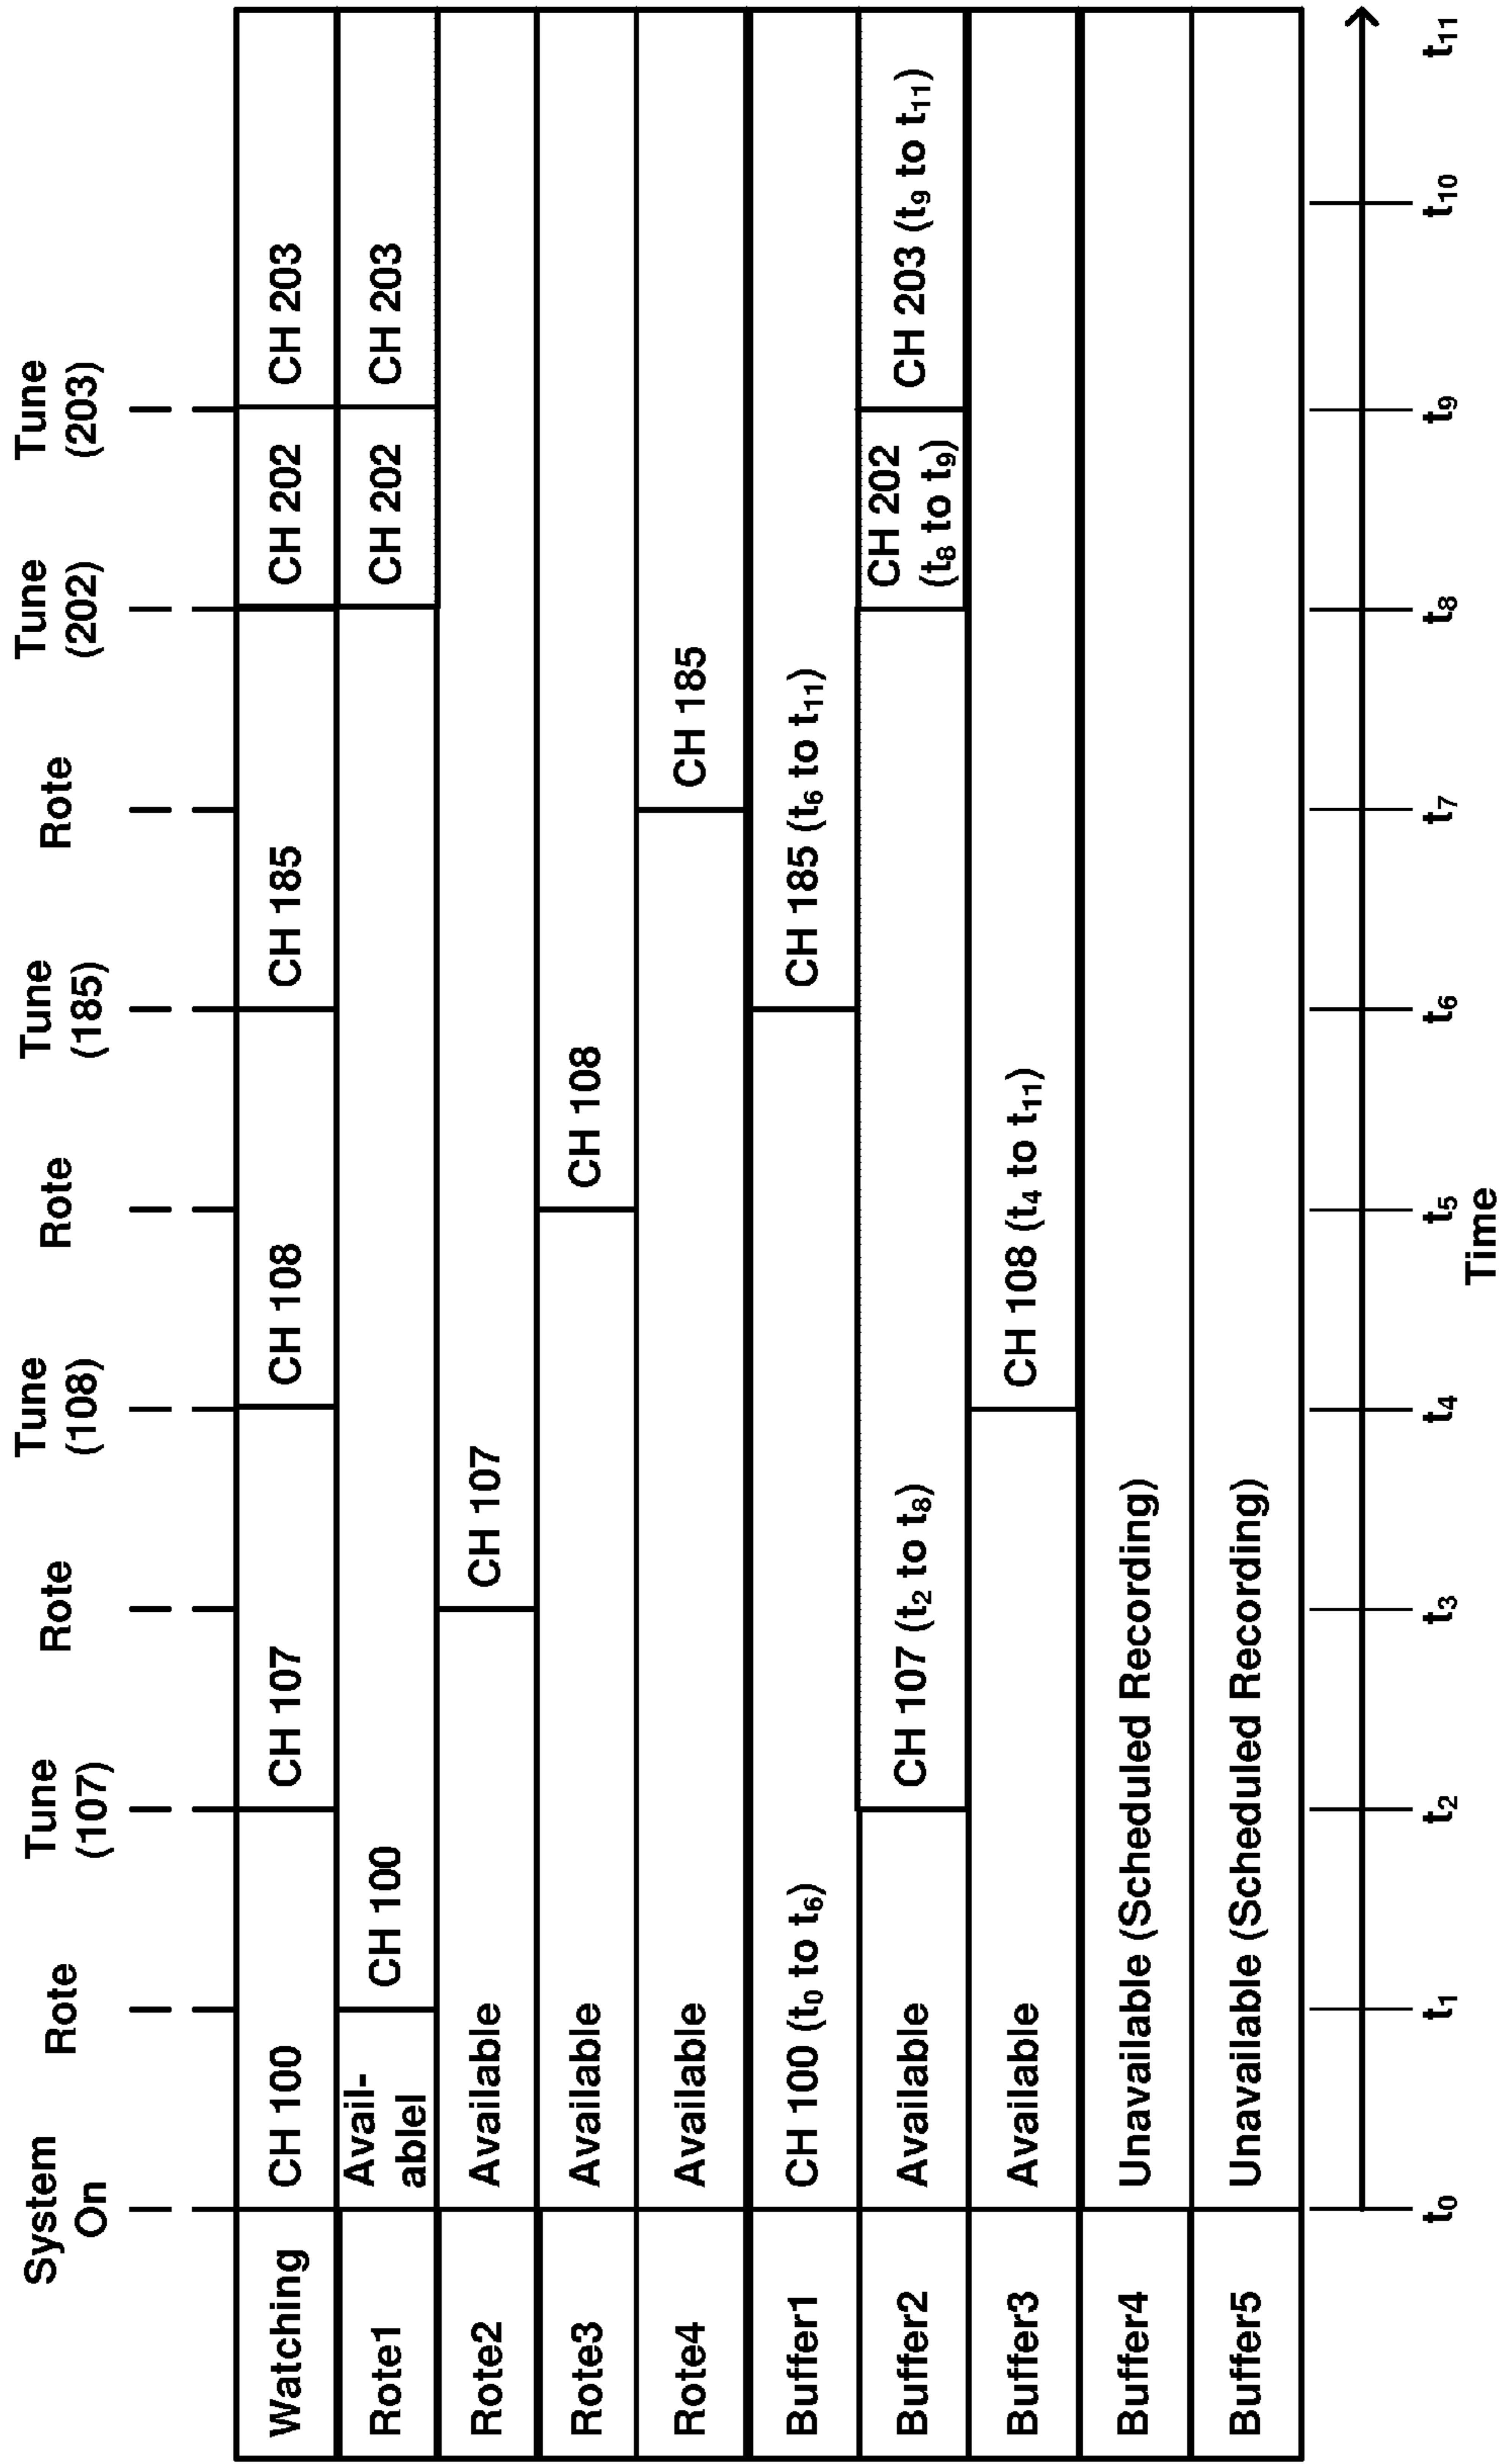 System
On
Rote
Tune
(107)
Rote
Tune
(108)
Rote
Tune
(185)
Rote
Tune
(202)
Tune
(203)
Watching
CH 100
CH 107
CH 108
CH 185
CH 202
CH 203
Rote1
Avail-
ablel
CH 100
CH 202
CH 203
Rote2
Available
CH 107
Rote3
Available
CH 108
Rote4
Available
CH 185
Buffer1
CH 100 (t0 to t6)
CH 185 (t6 to t11)
Buffer2
Available
CH 107 (t2 to t8)
CH 202
(t8 to t9)
CH 203 (t9 to t11)
Buffer3
Available
CH 108 (t4 to t11)
Buffer4
Unavailable (Scheduled Recording)
Buffer5
Unavailable (Scheduled Recording)
t0
t1
t2
t3
t4
t5
t6
t7
t8
t9
t10
t11
Time